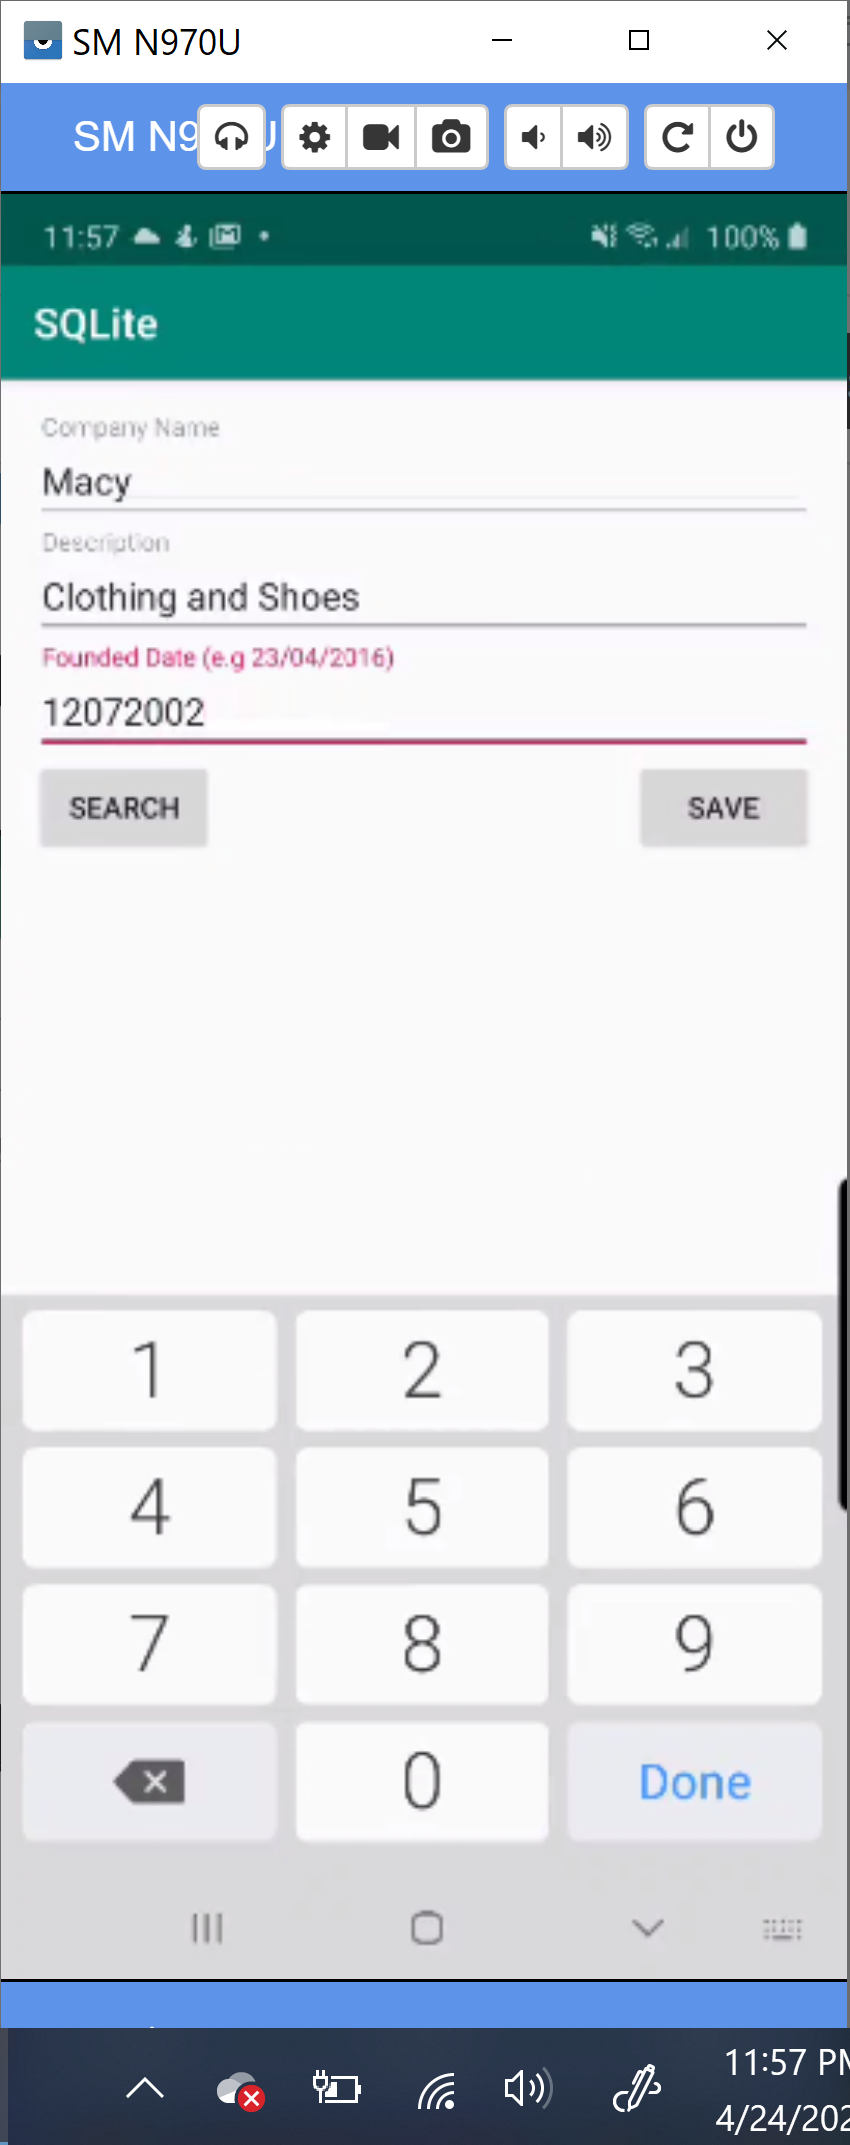 SM N970U
SM N9
11:57
100%
SQLite
Company Name
Macy
Description
Clothing and Shoes
Founded Date (e.g 23/04/2016)
12072002
SEARCH SAVE
1 2 3
4 5 6
7 8 9
0 Done
11:57 PM
4/24/202